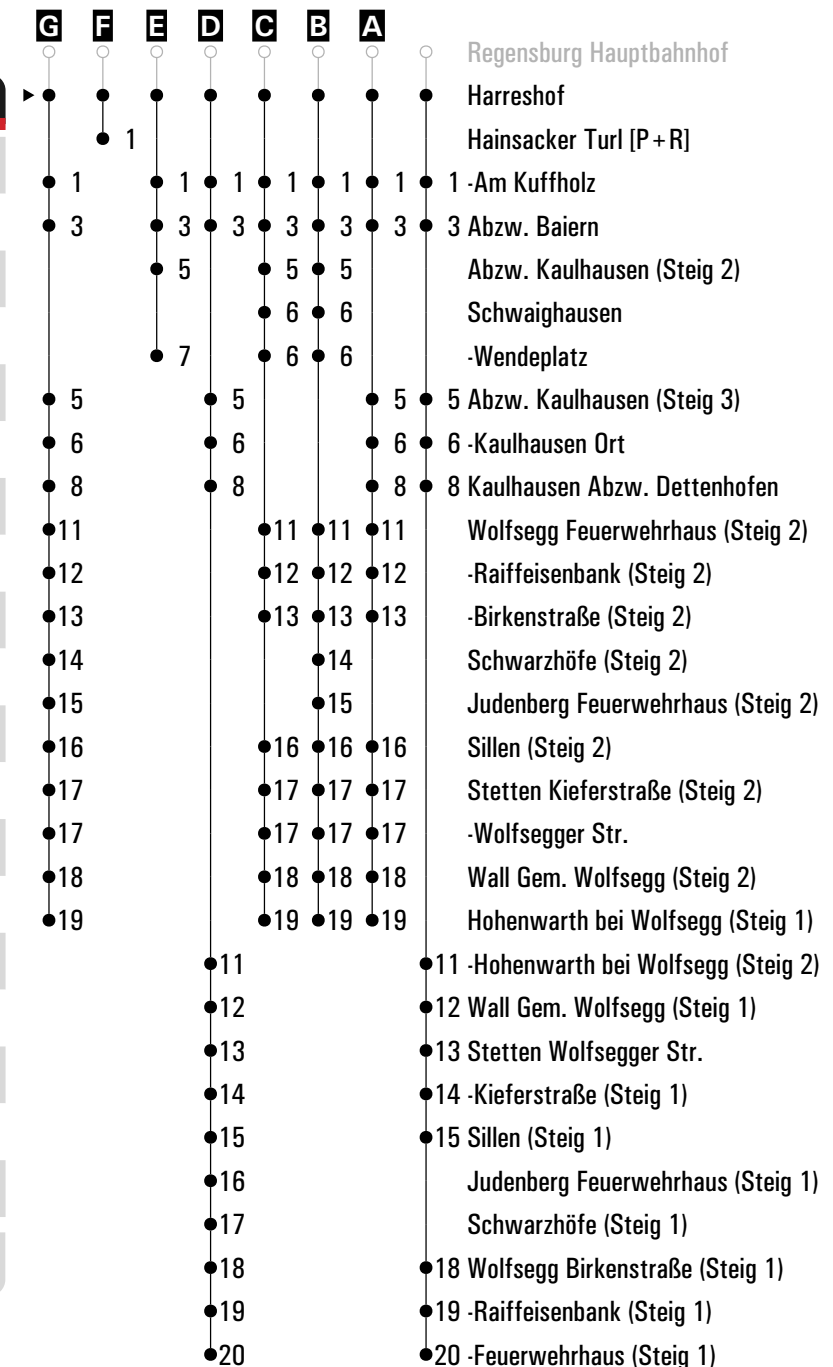 G F E D C B A
Regensburg Hauptbahnhof
Harreshof
1 Hainsacker Turl [P+R]
1 1 1 1 1 1 1 -Am Kuffholz
3 3 3 3 3 3 3 Abzw. Baiern
5 5 5 Abzw. Kaulhausen (Steig 2)
6 6 Schwaighausen
7 6 6 -Wendeplatz
5 5 5 5 Abzw. Kaulhausen (Steig 3)
6 6 6 6 -Kaulhausen Ort
8 8 8 8 Kaulhausen Abzw. Dettenhofen
11 11 11 11 Wolfsegg Feuerwehrhaus (Steig 2)
12 12 12 12 -Raiffeisenbank (Steig 2)
13 13 13 13 -Birkenstraße (Steig 2)
14 14 Schwarzhöfe (Steig 2)
15 15 Judenberg Feuerwehrhaus (Steig 2)
16 16 16 16 Sillen (Steig 2)
17 17 17 17 Stetten Kieferstraße (Steig 2)
17 17 17 17 -Wolfsegger Str.
18 18 18 18 Wall Gem. Wolfsegg (Steig 2)
19 19 19 19 Hohenwarth bei Wolfsegg (Steig 1)
11 11 -Hohenwarth bei Wolfsegg (Steig 2)
12 12 Wall Gem. Wolfsegg (Steig 1)
13 13 Stetten Wolfsegger Str.
14 14 -Kieferstraße (Steig 1)
15 15 Sillen (Steig 1)
16 Judenberg Feuerwehrhaus (Steig 1)
17 Schwarzhöfe (Steig 1)
18 18 Wolfsegg Birkenstraße (Steig 1)
19 19 -Raiffeisenbank (Steig 1)
20 20 -Feuerwehrhaus (Steig 1)